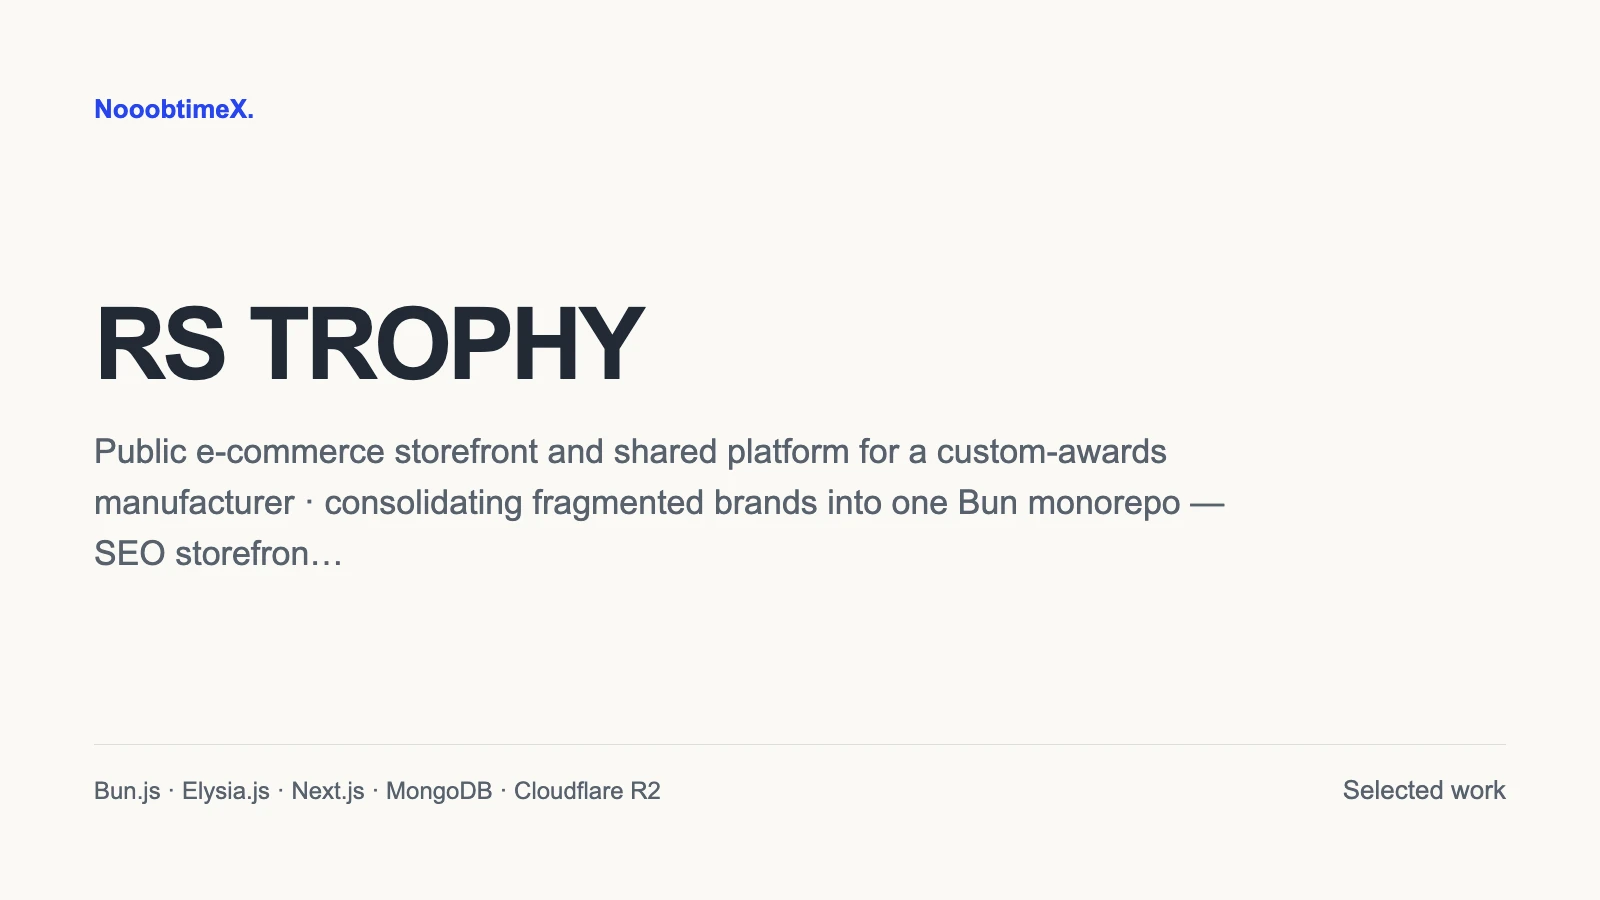 NooobtimeX.
RS TROPHY
Public e-commerce storefront and shared platform for a custom-awards
manufacturer · consolidating fragmented brands into one Bun monorepo —
SEO storefron…
Bun.js · Elysia.js · Next.js · MongoDB · Cloudflare R2
Selected work